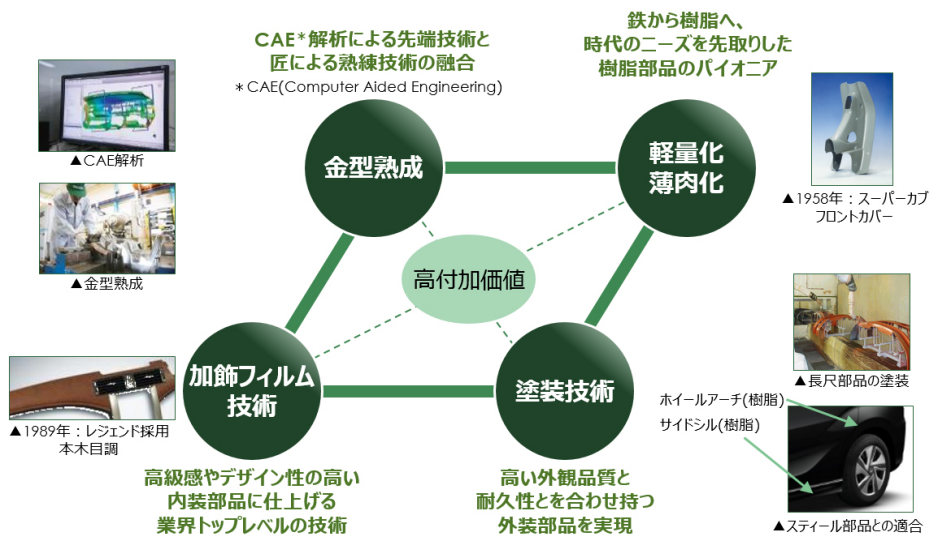 CAE*解析による先端技術と
匠による熟練技術の融合
＊CAE(Computer Aided Engineering)
鉄から樹脂へ、
時代のニーズを先取りした
樹脂部品のパイオニア
▲CAE解析
金型熟成
軽量化
薄肉化
▲1958年：スーパーカブ
フロントカバー
▲金型熟成
高付加価値
加飾フィルム
技術
塗装技術
▲長尺部品の塗装
▲1989年：レジェンド採用
本木目調
ホイールアーチ(樹脂)
サイドシル(樹脂)
高級感やデザイン性の高い
内装部品に仕上げる
業界トップレベルの技術
高い外観品質と
耐久性とを合わせ持つ
外装部品を実現
▲スティール部品との適合